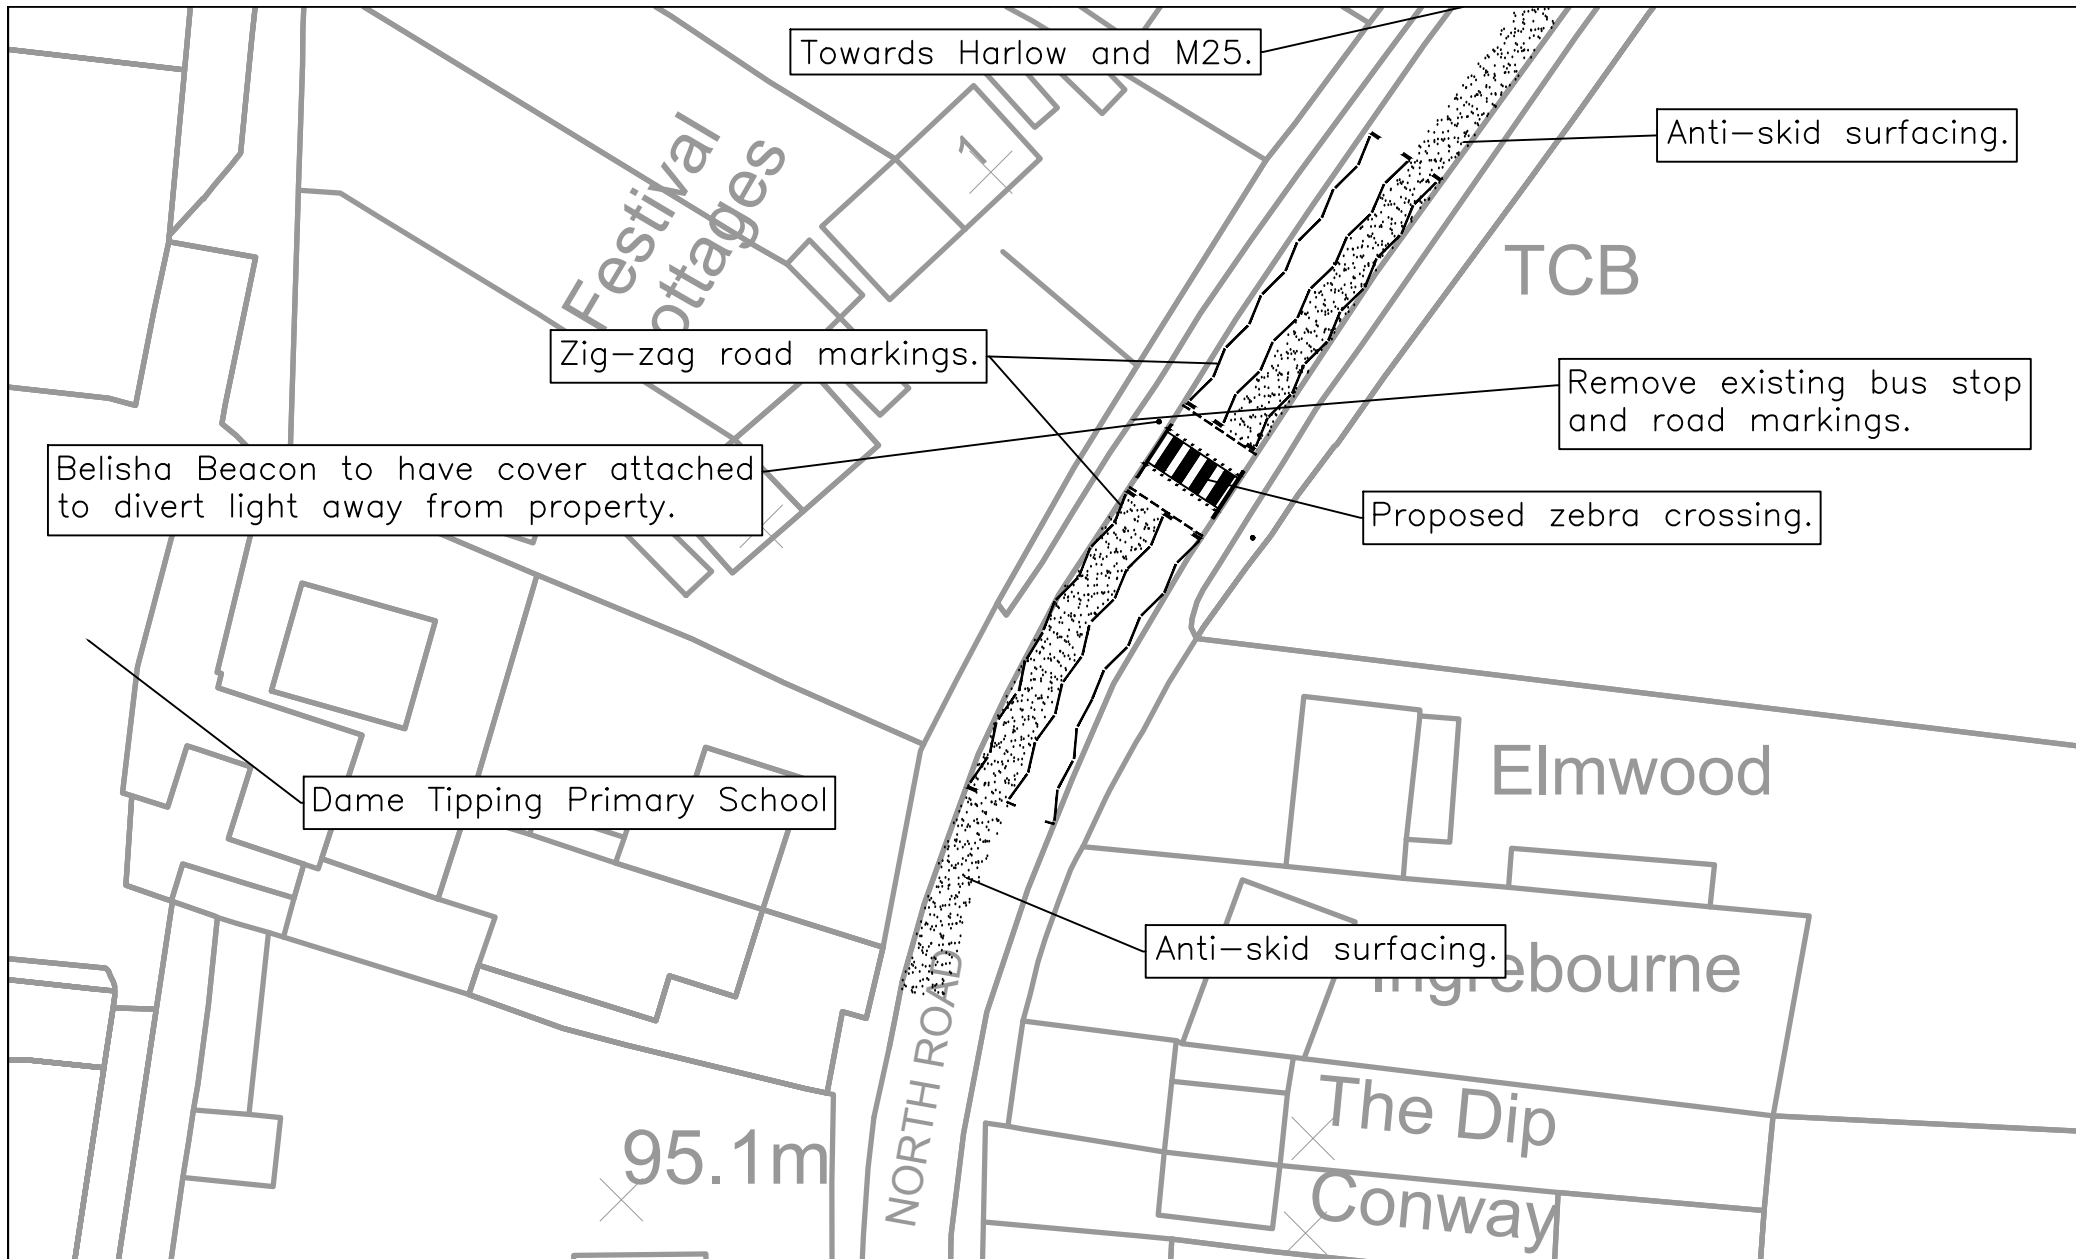 Towards Harlow and M25.
Anti-skid surfacing.
1
Festival
ottages
TCB
Zig-zag road markings.
Remove existing bus stop
and road markings.
Belisha Beacon to have cover attached
to divert light away from property.
Proposed zebra crossing.
Elmwood
Dame Tipping Primary School
Anti-skid surfacing.
Ingrebourne
NORTH ROAD
The Dip
95.1m
Conway